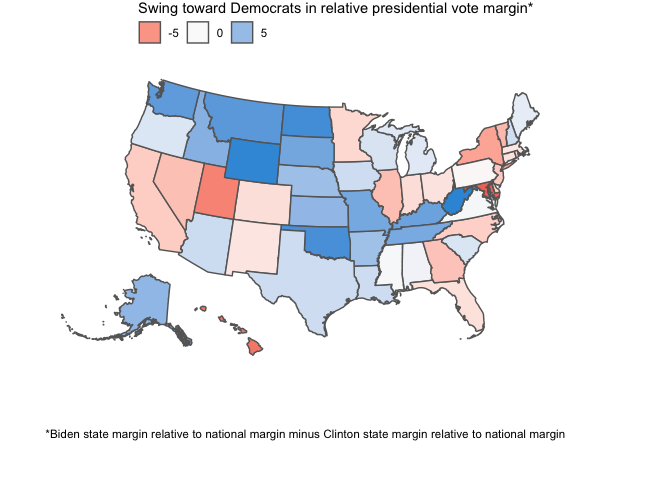 Swing toward Democrats in relative presidential vote margin*
-5 0 5
*Biden state margin relative to national margin minus Clinton state margin relative to national margin